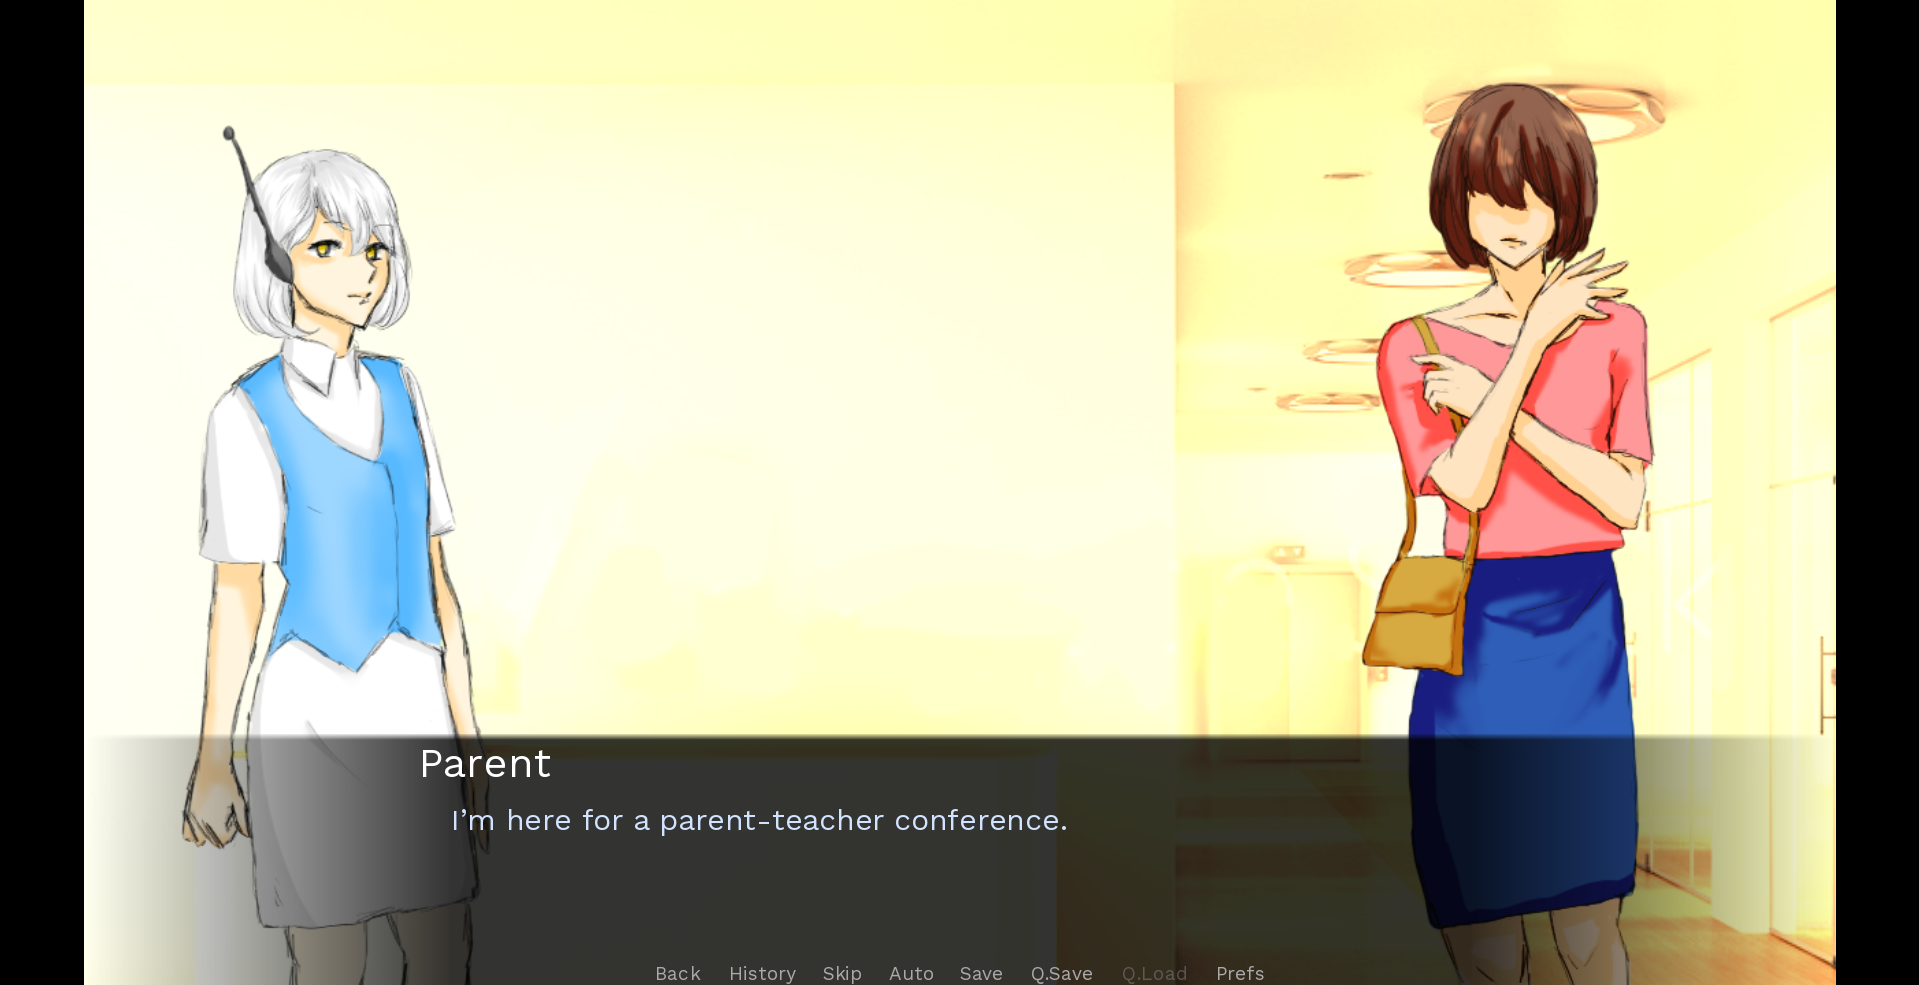 Parent
I’m here for a parent-teacher conference.
Back History Skip Auto Save Q.Save Q.Load Prefs